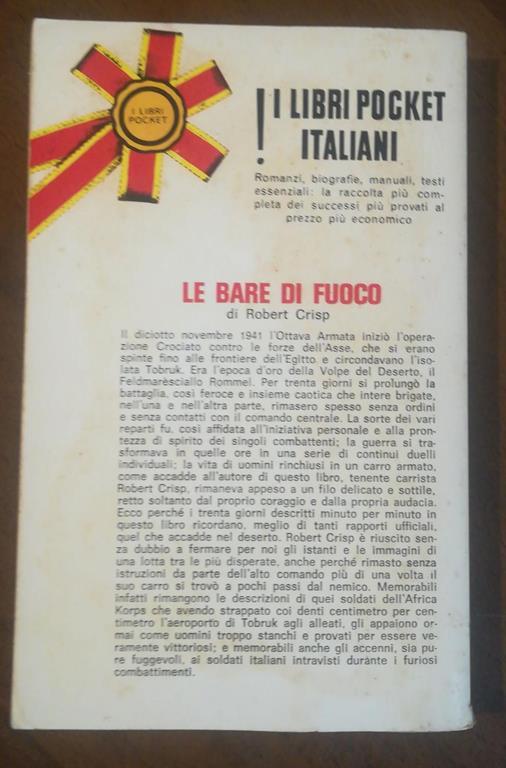 I LIBRI
POCKET
! I LIBRI POCKET
ITALIANI
Romanzi, biografie, manuali, testi
essenziali: la raccolta più com-
pleta dei successi più provati al
prezzo più economico
LE BARE DI FUOCO
di Robert Crisp
Il diciotto novembre 1941 l'Ottava Armata iniziò l'opera-
zione Crociato contro le forze dell'Asse, che si erano
spinte fino alle frontiere dell'Egitto e circondavano l'iso-
lata Tobruk. Era l'epoca d'oro della Volpe del Deserto, il
Feldmaresciallo Rommel. Per trenta giorni si prolungò la
battaglia, così feroce e insieme caotica che intere brigate,
nell'una e nell'altra parte, rimasero spesso senza ordini
e senza contatti con il comando centrale. La sorte dei vari
reparti fu, così affidata all'iniziativa personale e alla pron-
tezza di spirito dei singoli combattenti; la guerra si tra-
sformava in quelle ore in una serie di continui duelli
individuali; la vita di uomini rinchiusi in un carro armato,
come accadde all'autore di questo libro, tenente carrista
Robert Crisp, rimaneva appeso a un filo delicato e sottile,
retto soltanto dal proprio coraggio e dalla propria audacia.
Ecco perché i trenta giorni descritti minuto per minuto in
questo libro ricordano, meglio di tanti rapporti ufficiali,
quel che accadde nel deserto. Robert Crisp è riuscito sen-
za dubbio a fermare per noi gli istanti e le immagini di
una lotta tra le più disperate, anche perché rimasto senza
istruzioni da parte dell'alto comando più di una volta il
suo carro si trovò a pochi passi dal nemico. Memorabili
infatti rimangono le descrizioni di quei soldati dell'Africa
Korps che avendo strappato coi denti centimetro per cen-
timetro l'aeroporto di Tobruk agli alleati, gli appaiono or-
mai come uomini troppo stanchi e provati per essere ve-
ramente vittoriosi; e memorabili anche gli accenni, sia pu-
re fuggevoli, ai soldati italiani intravisti durante i furiosi
combattimenti.